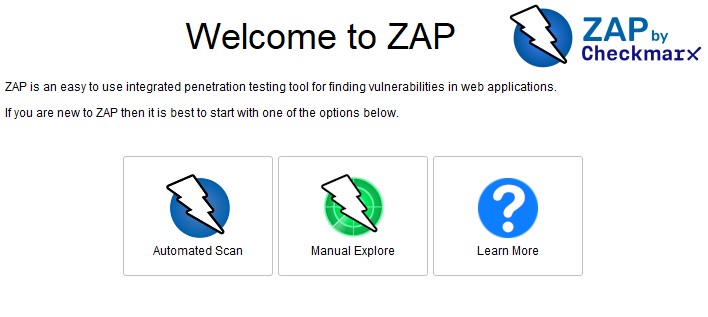 Welcome to ZAP
ZAP by
Checkmarx
ZAP is an easy to use integrated penetration testing tool for finding vulnerabilities in web applications.
If you are new to ZAP then it is best to start with one of the options below.
Automated Scan
Manual Explore
Learn More